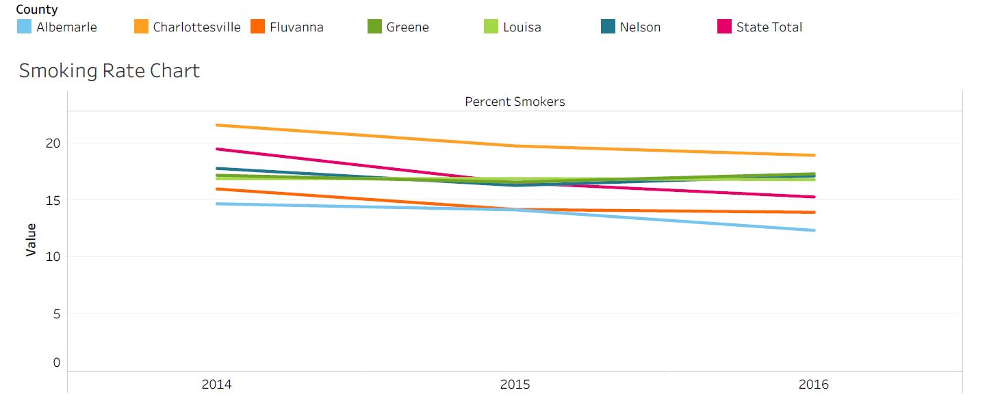 County
Albemarle Charlottesville Fluvanna Greene Louisa Nelson State Total
Smoking Rate Chart
Percent Smokers
20
15
Value
10
5
0
2014 2015 2016